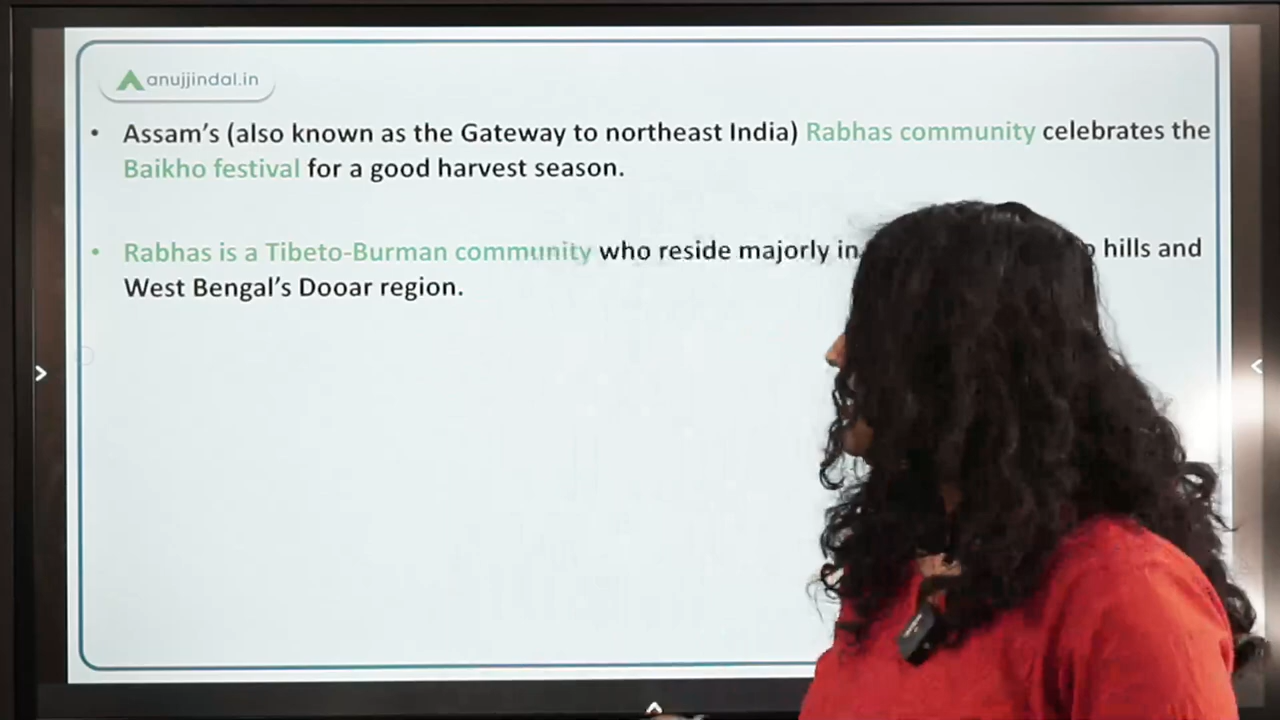 anujjindal.in
• Assam’s (also known as the Gateway to northeast India) Rabhas community celebrates the
Baikho festival for a good harvest season.
• Rabhas is a Tibeto-Burman community who reside majorly in hills and
West Bengal’s Dooar region.